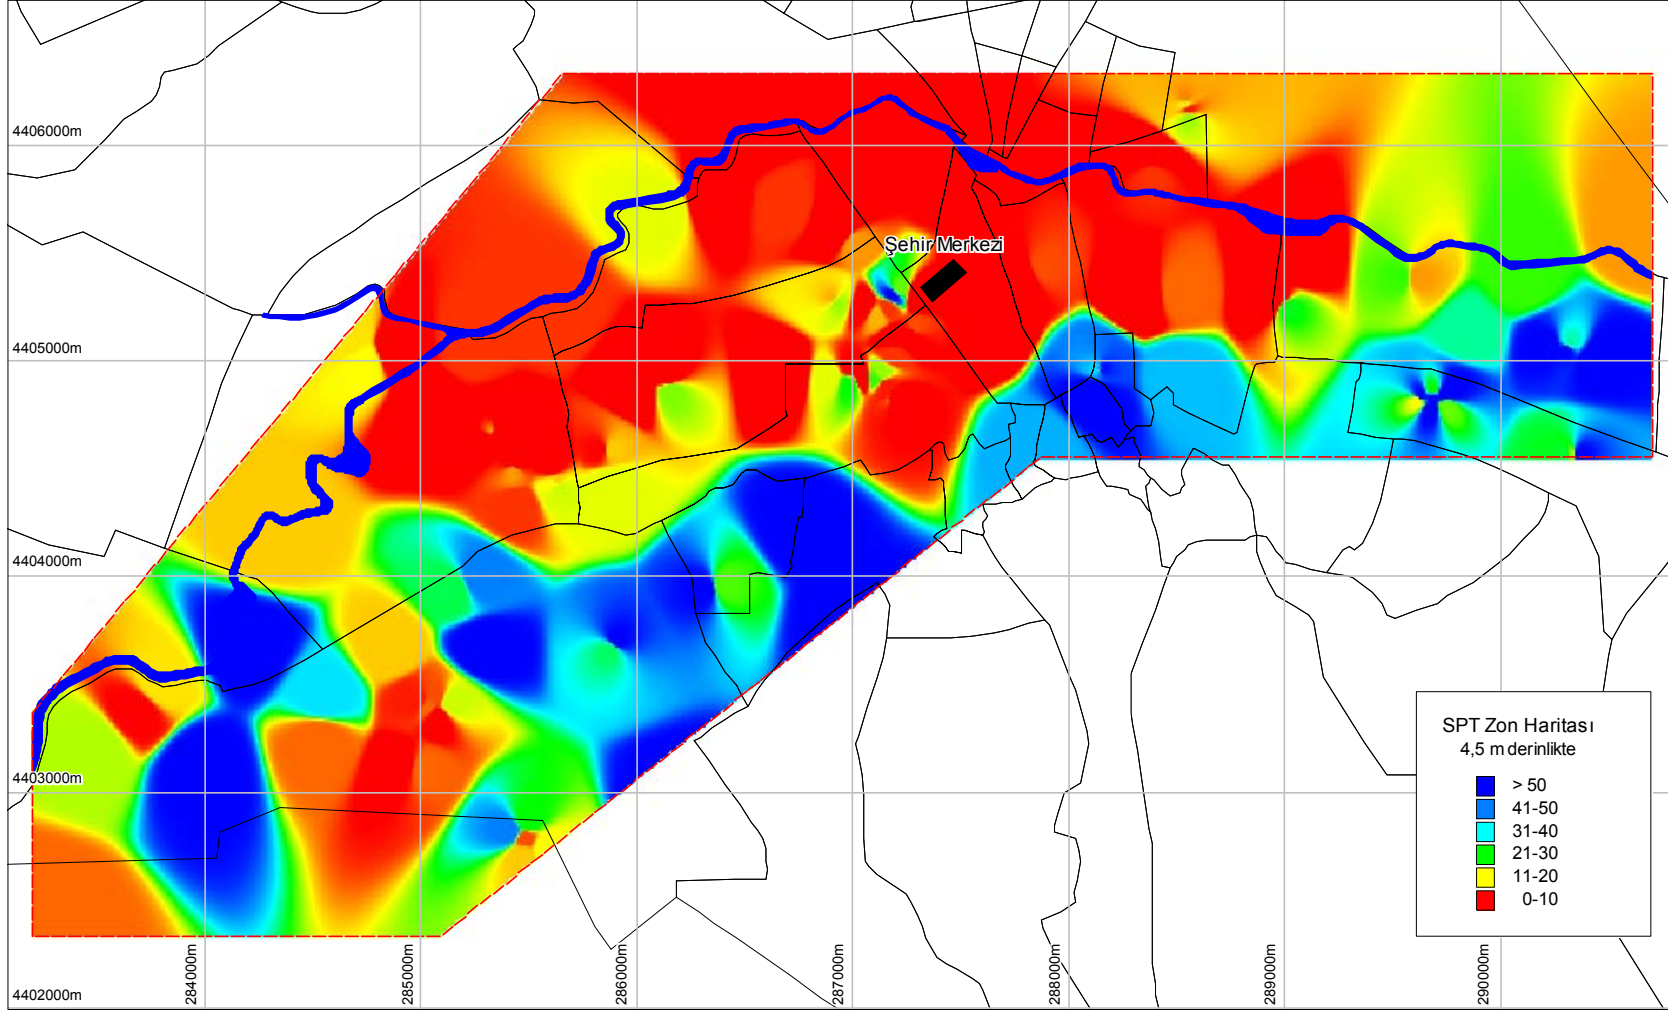 4406000m
Şehir Merkezi
4405000m
4404000m
4403000m
4402000m
284000m
285000m
286000m
287000m
288000m
289000m
290000m
SPT Zon Haritası
4,5 m derinlikte
> 50
41-50
31-40
21-30
11-20
0-10